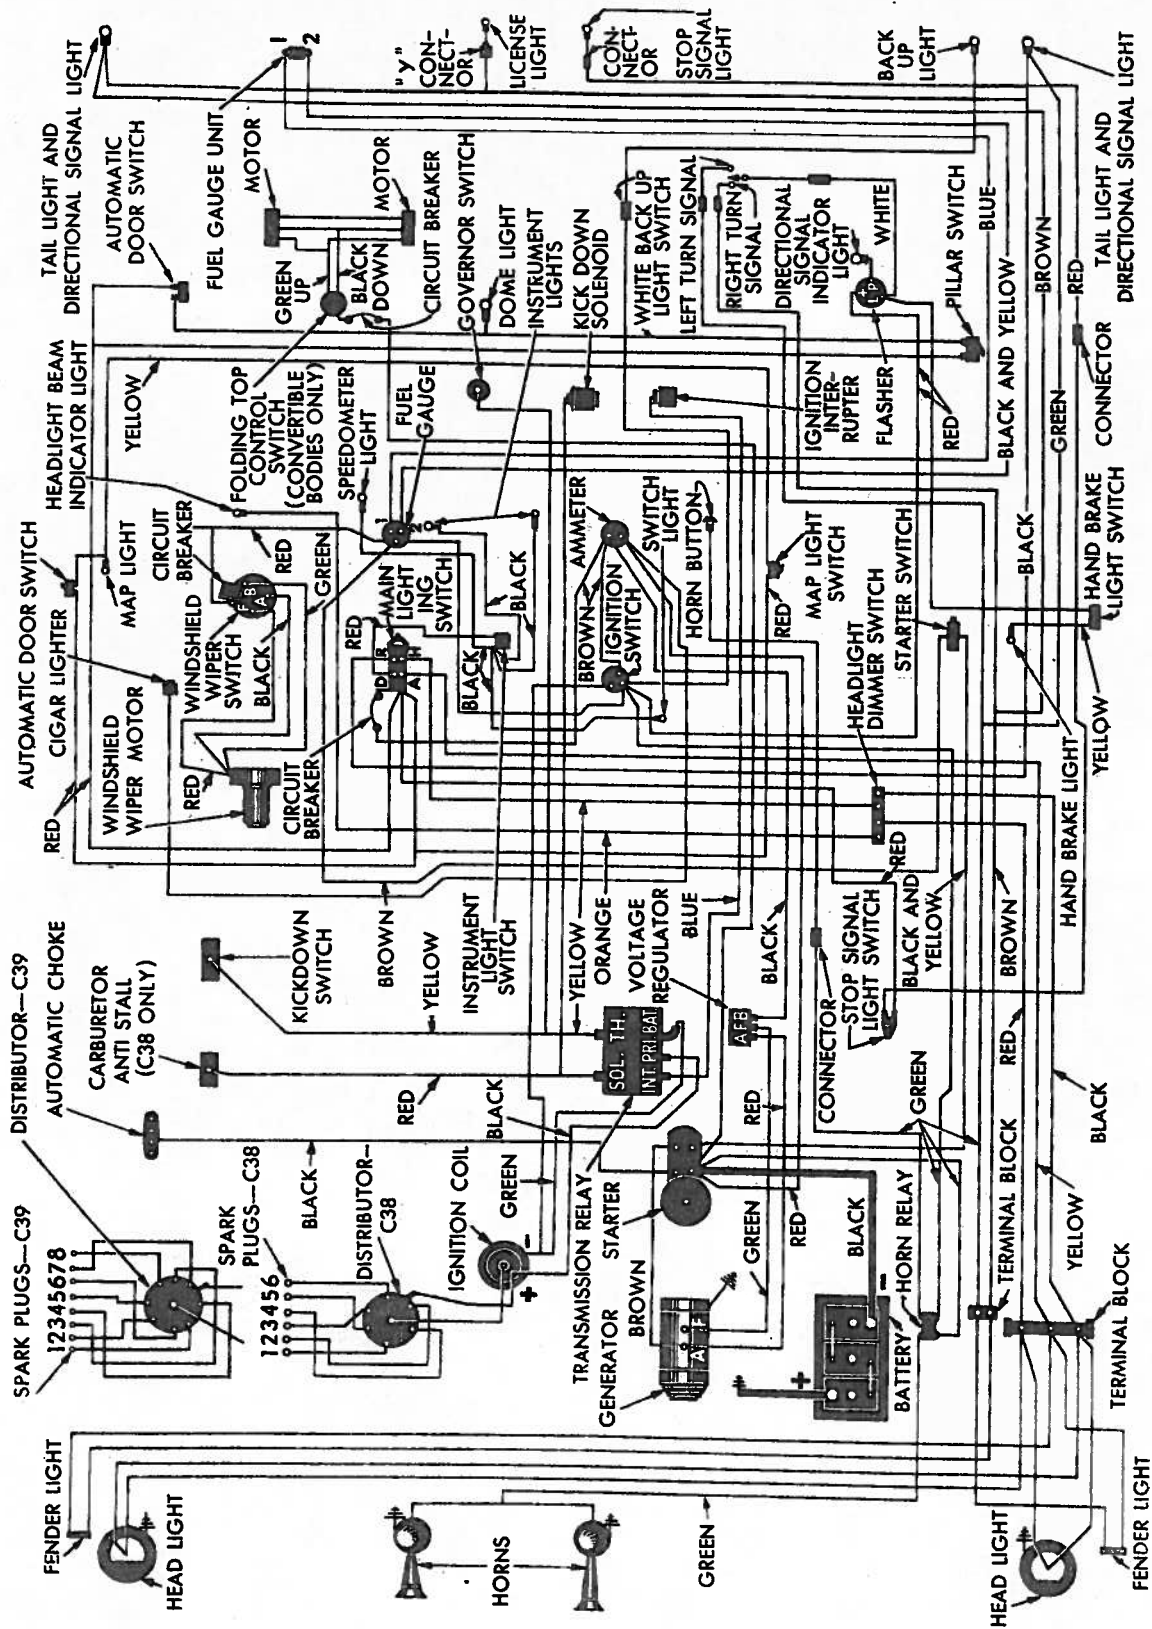 TAIL LIGHT AND
DIRECTIONAL SIGNAL LIGHT
AUTOMATIC
DOOR SWITCH
FUEL GAUGE UNIT
1
2
MOTOR
MOTOR
GREEN
UP
BLACK
DOWN
CIRCUIT BREAKER
GOVERNOR SWITCH
DOME LIGHT
INSTRUMENT
LIGHTS
KICK DOWN
SOLENOID
"Y"
CON-
NECT-
OR
LICENSE
LIGHT
CON-
NECT-
OR
STOP
SIGNAL
LIGHT
WHITE BACK UP
LIGHT SWITCH
LEFT TURN SIGNAL
RIGHT TURN
SIGNAL
DIRECTIONAL
SIGNAL
INDICATOR
LIGHT
WHITE
BACK
UP
LIGHT
PILLAR SWITCH
BLUE
BLACK AND YELLOW
BROWN
RED
TAIL LIGHT AND
DIRECTIONAL SIGNAL LIGHT
HEADLIGHT BEAM
INDICATOR LIGHT
YELLOW
FOLDING TOP
CONTROL
SWITCH
(CONVERTIBLE
BODIES ONLY)
SPEEDOMETER
LIGHT
FUEL
GAUGE
IGNITION
INTER-
RUPTER
FLASHER
RED
GREEN
CONNECTOR
AUTOMATIC DOOR SWITCH
CIGAR LIGHTER
MAP LIGHT
CIRCUIT
BREAKER
RED
GREEN
WINDSHIELD
WIPER
SWITCH
BLACK
F
B
A
1
2
RED
MAIN
LIGHT
ING
SWITCH
D
R
A
H
BLACK
BLACK
AMMETER
BROWN
IGNITION
SWITCH
SWITCH
LIGHT
HORN BUTTON
RED
MAP LIGHT
SWITCH
HEADLIGHT
DIMMER SWITCH
STARTER SWITCH
BLACK
HAND BRAKE
LIGHT SWITCH
YELLOW
HAND BRAKE LIGHT
RED
WINDSHIELD
WIPER MOTOR
RED
CIRCUIT
BREAKER
DISTRIBUTOR—C39
AUTOMATIC CHOKE
CARBURETOR
ANTI STALL
(C38 ONLY)
KICKDOWN
SWITCH
BROWN
YELLOW
INSTRUMENT
LIGHT
SWITCH
YELLOW
ORANGE
VOLTAGE
REGULATOR
BLUE
BLACK
STOP SIGNAL
LIGHT SWITCH
RED
BLACK AND
YELLOW
BROWN
RED
BLACK
SOL. TH.
INT. PRI. BAT
A F B
CONNECTOR
GREEN
RED
BLACK
GREEN
RED
SPARK PLUGS—C39
12345678
SPARK
PLUGS—C38
123456
BLACK
DISTRIBUTOR—
C38
IGNITION COIL
-
+
TRANSMISSION RELAY
STARTER
GENERATOR
BROWN
GREEN
RED
BLACK
A F
+
-
BATTERY
HORN RELAY
TERMINAL BLOCK
YELLOW
TERMINAL BLOCK
FENDER LIGHT
HEAD LIGHT
HORNS
GREEN
HEAD LIGHT
FENDER LIGHT